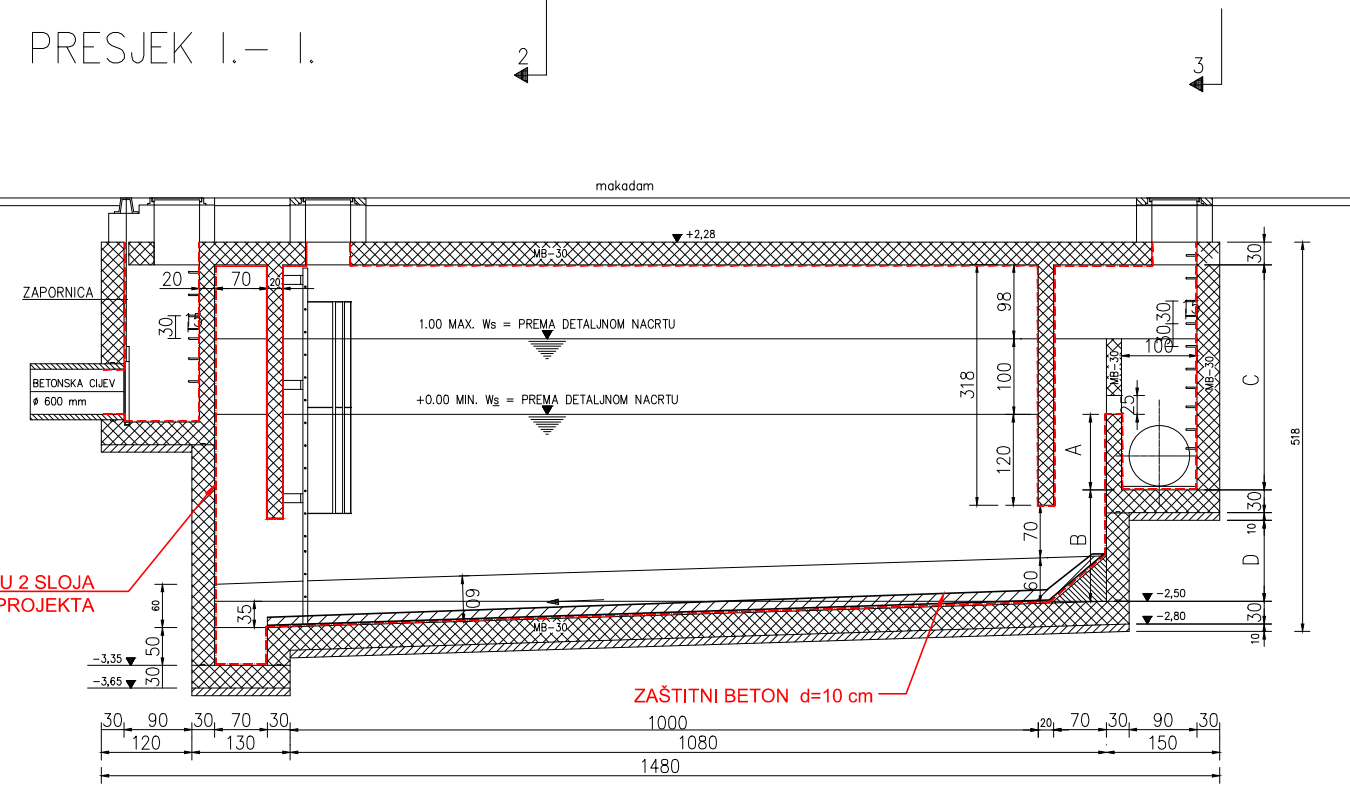 PRESJEK I.– I.
2
3
makadam
+2,28
MB-30
30
20
70
20
ZAPORNICA
30
98
1.00 MAX. Ws = PREMA DETALJNOM NACRTU
30
30
100
MB-30
MB-30
C
BETONSKA CIJEV
ø 600 mm
318
100
+0.00 MIN. Ws = PREMA DETALJNOM NACRTU
25
518
120
A
30
10
70
B
D
U 2 SLOJA
PROJEKTA
60
60
60
35
-2,50
MB-30
50
-2,80
30
10
-3,35
30
-3,65
ZAŠTITNI BETON d=10 cm
30
90
30
70
30
1000
20
70
30
90
30
120
130
1080
150
1480